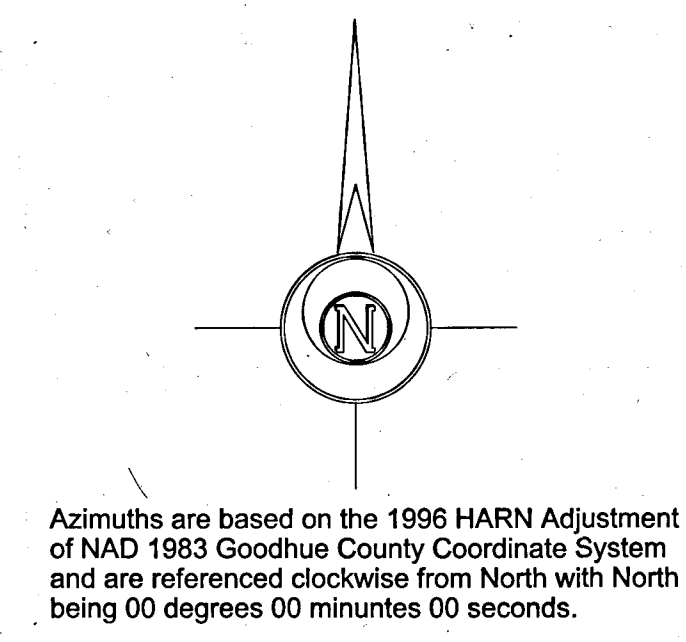 N
Azimuths are based on the 1996 HARN Adjustment
of NAD 1983 Goodhue County Coordinate System
and are referenced clockwise from North with North
being 00 degrees 00 minuntes 00 seconds.